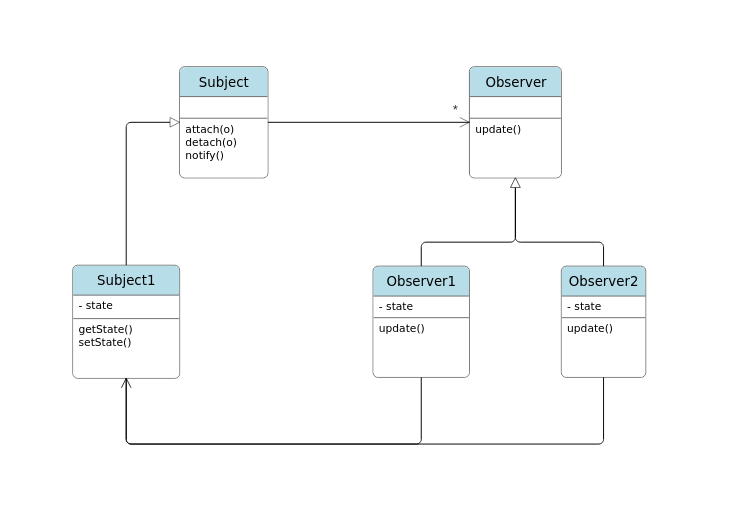 Subject
attach(o)
detach(o)
notify()
*
Observer
update()
Subject1
- state
getState()
setState()
Observer1
- state
update()
Observer2
- state
update()